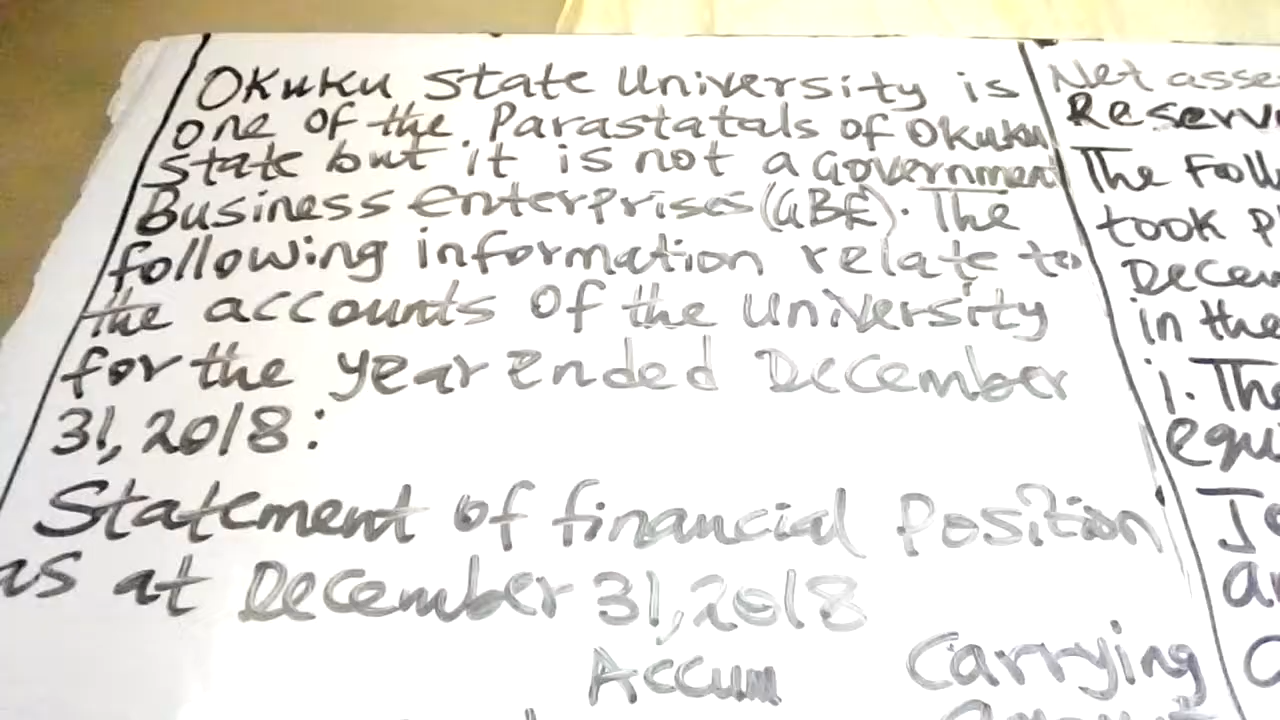 Okuku State University is
one of the Parastatals of Okuku
state but it is not a Government
Business Enterprises (GBE). The
following information relate to
the accounts of the University
for the year ended December
31, 2018:
Statement of financial Position
as at December 31, 2018
Accum
Carrying
Net asse
Reserv
The Foll
took P
Decem
in the
i. The
equi